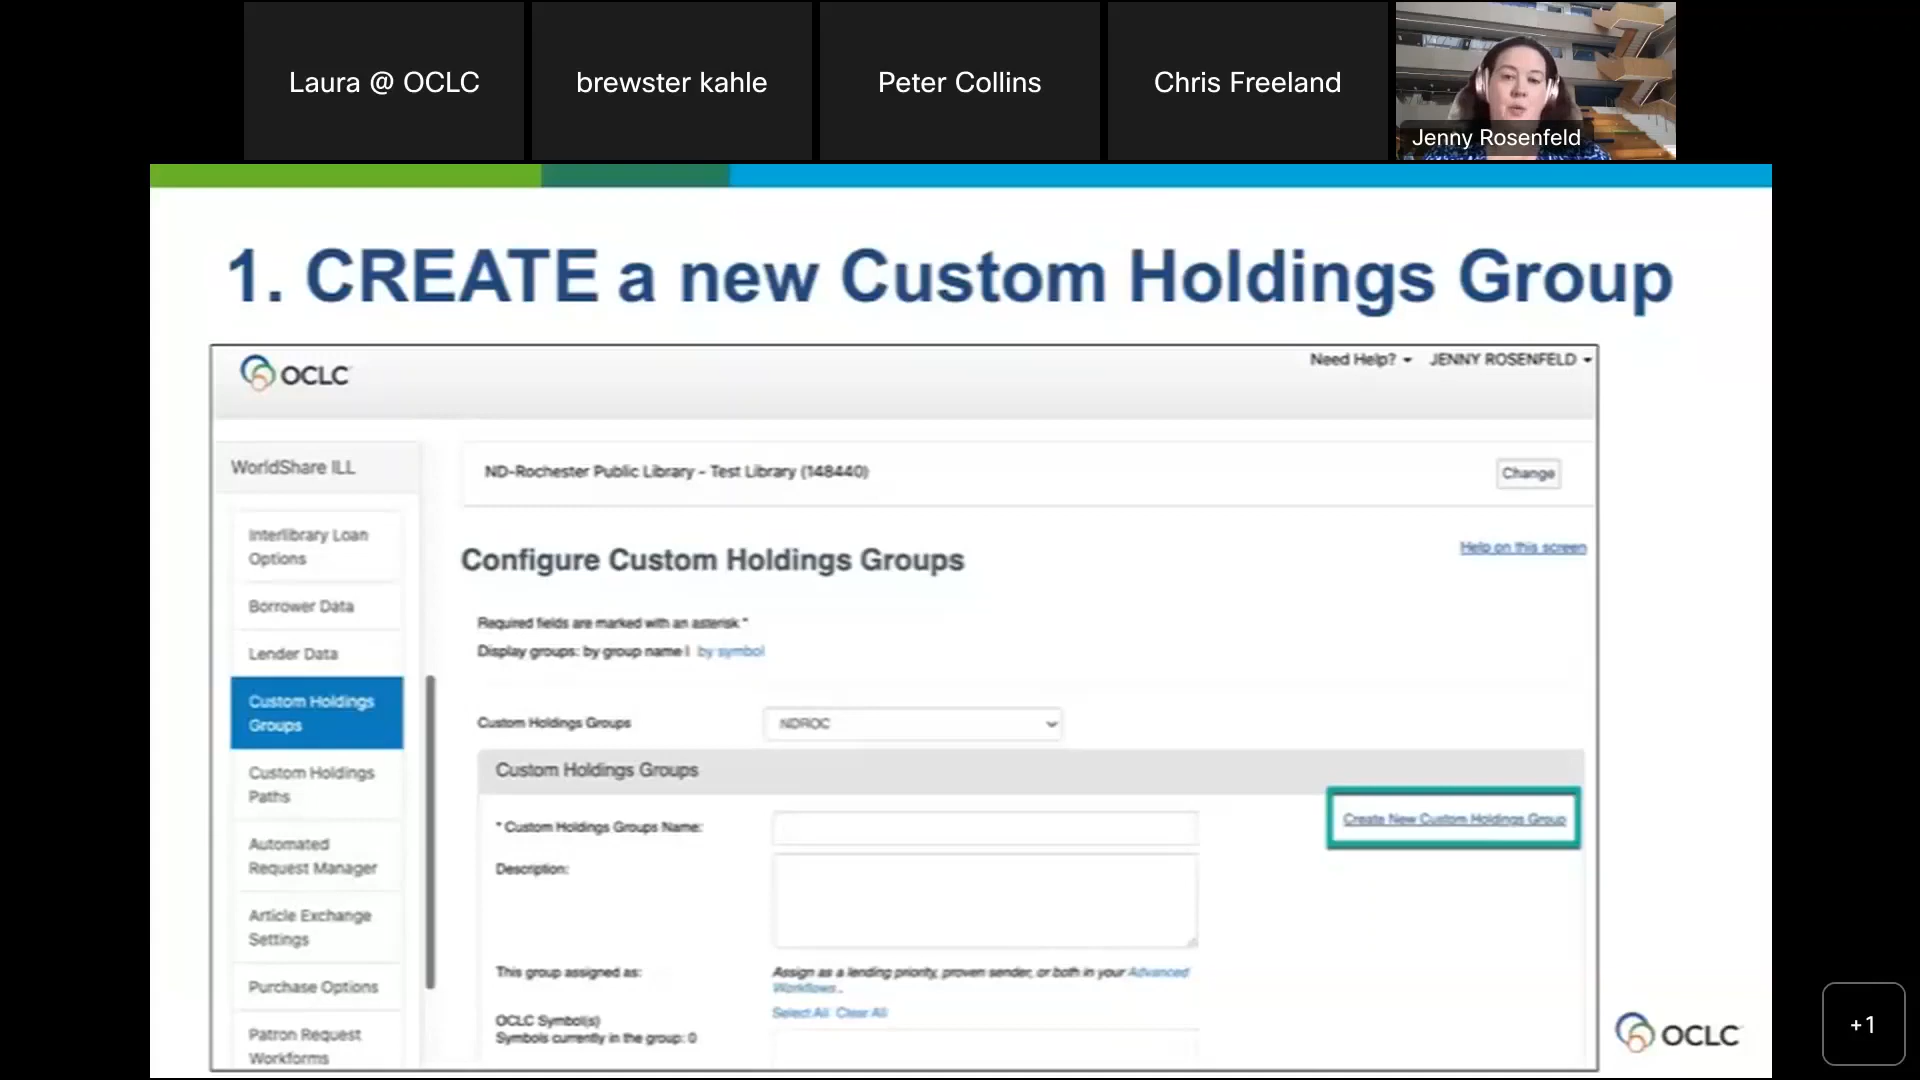 Laura @ OCLC
brewster kahle
Peter Collins
Chris Freeland
Jenny Rosenfeld
1. CREATE a new Custom Holdings Group
OCLC
Need Help?
JENNY ROSENFELD
WorldShare ILL
Interlibrary Loan
Options
Borrower Data
Lender Data
Custom Holdings
Groups
Custom Holdings
Paths
Automated
Request Manager
Article Exchange
Settings
Purchase Options
Patron Request
Workforms
ND-Rochester Public Library - Test Library (148440)
Change
Configure Custom Holdings Groups
Help on this screen
Required fields are marked with an asterisk *
Display groups: by group name | by symbol
Custom Holdings Groups
NDROC
Custom Holdings Groups
Create New Custom Holdings Group
* Custom Holdings Groups Name:
Description:
This group assigned as:
Assign as a lending priority, proven sender, or both in your Advanced
Workflows .
Select All Clear All
OCLC Symbol(s)
Symbols currently in the group: 0
OCLC
+1